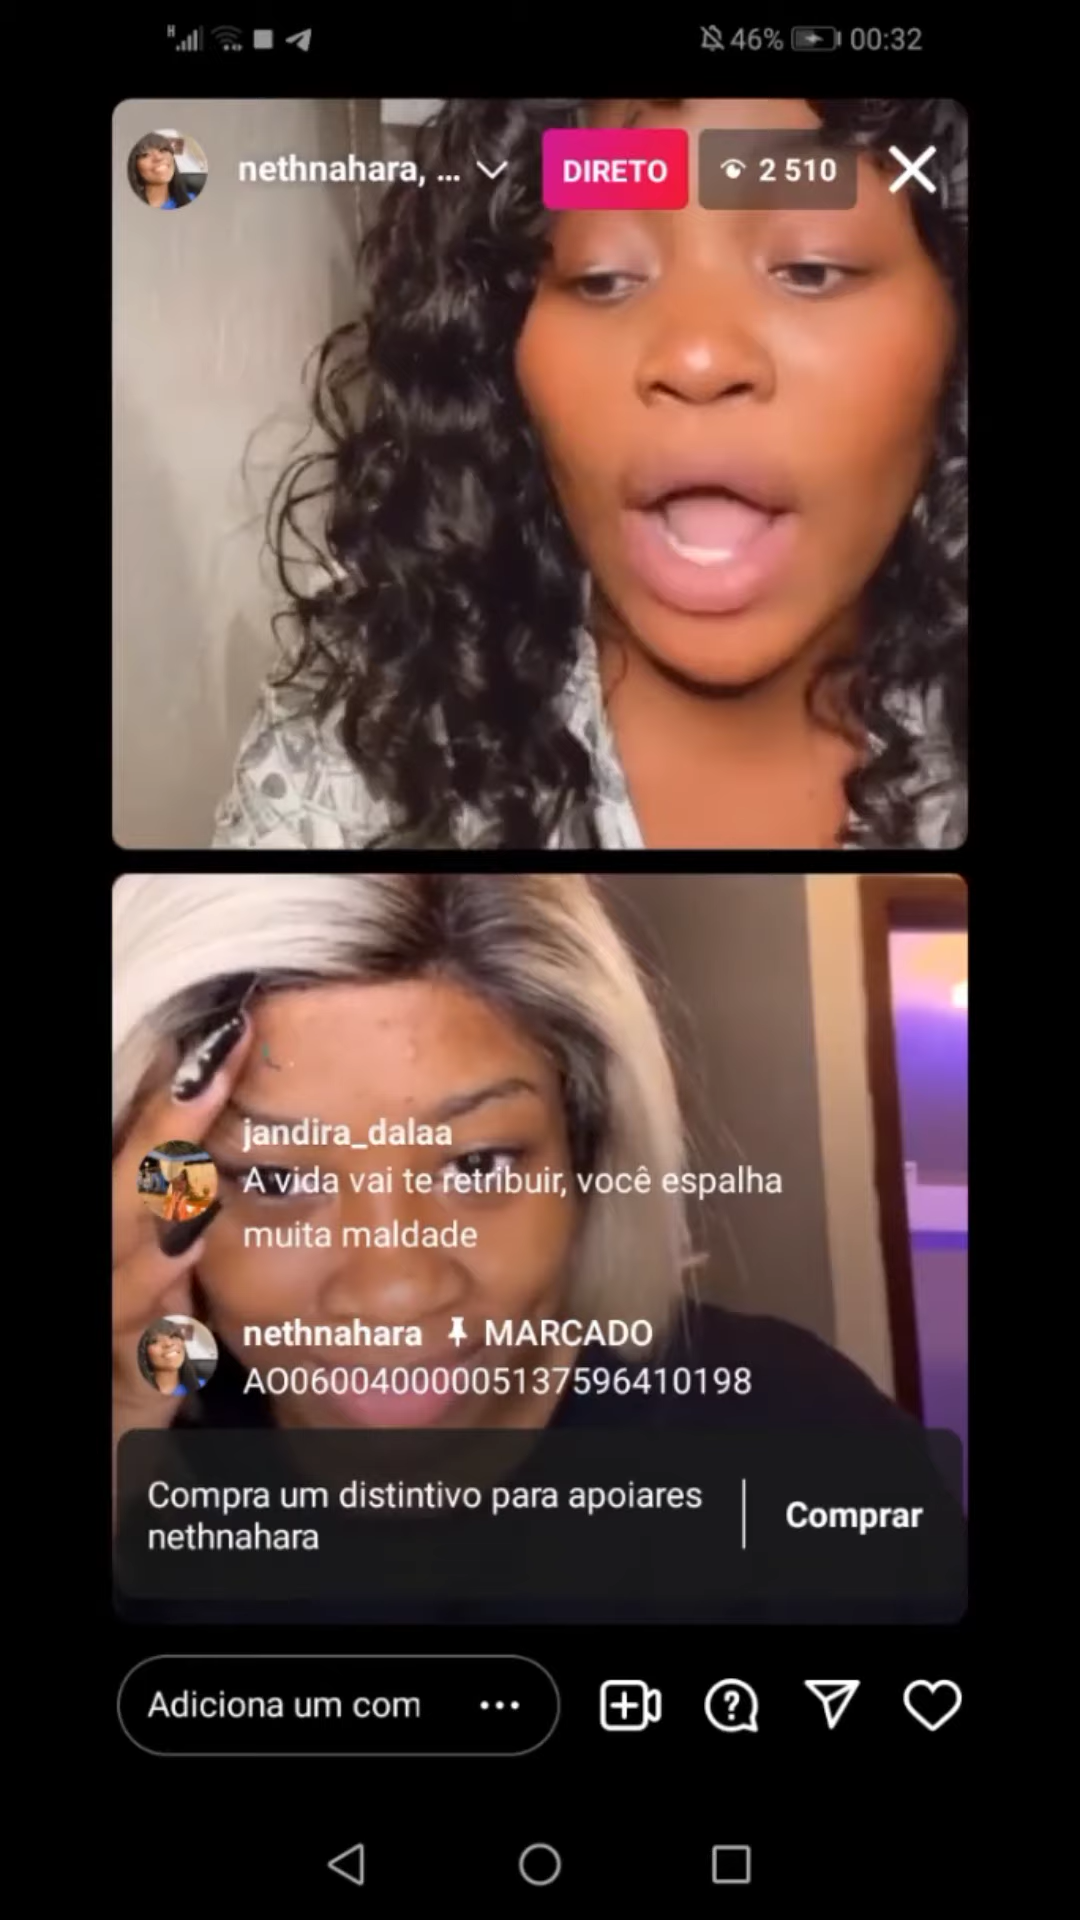 H 46% 00:32
nethnahara, ... DIRETO 2 510
jandira_dalaa
A vida vai te retribuir, você espalha
muita maldade
nethnahara MARCADO
AO06004000005137596410198
Compra um distintivo para apoiares
nethnahara
Comprar
Adiciona um com ...